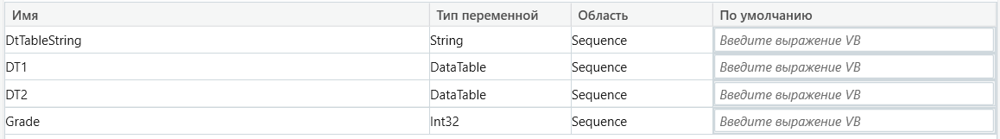 Имя Тип переменной Область По умолчанию
DtTableString String Sequence Введите выражение VB
DT1 DataTable Sequence Введите выражение VB
DT2 DataTable Sequence Введите выражение VB
Grade Int32 Sequence Введите выражение VB